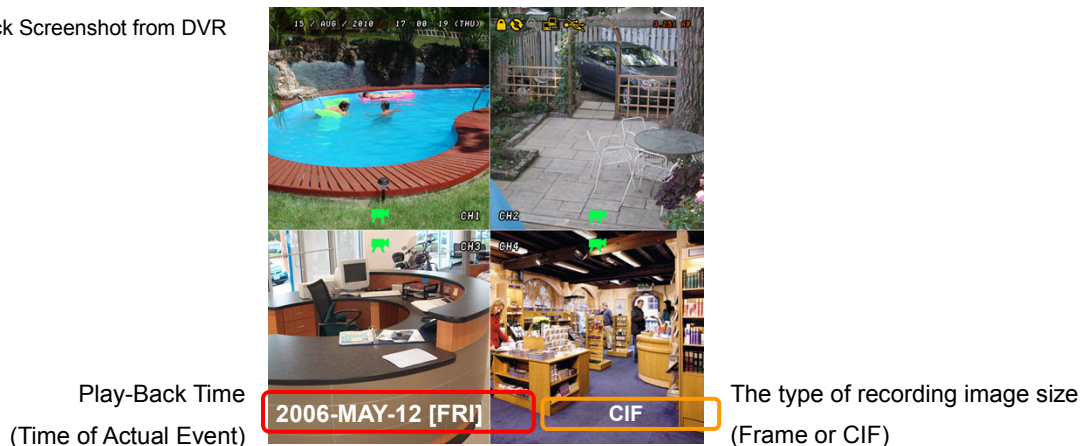 ck Screenshot from DVR
15 / AUG / 2010 17 : 00 : 19 (THU)
CH1
CH2
CH3
CH4
Play-Back Time
(Time of Actual Event)
2006-MAY-12 [FRI]
CIF
The type of recording image size
(Frame or CIF)